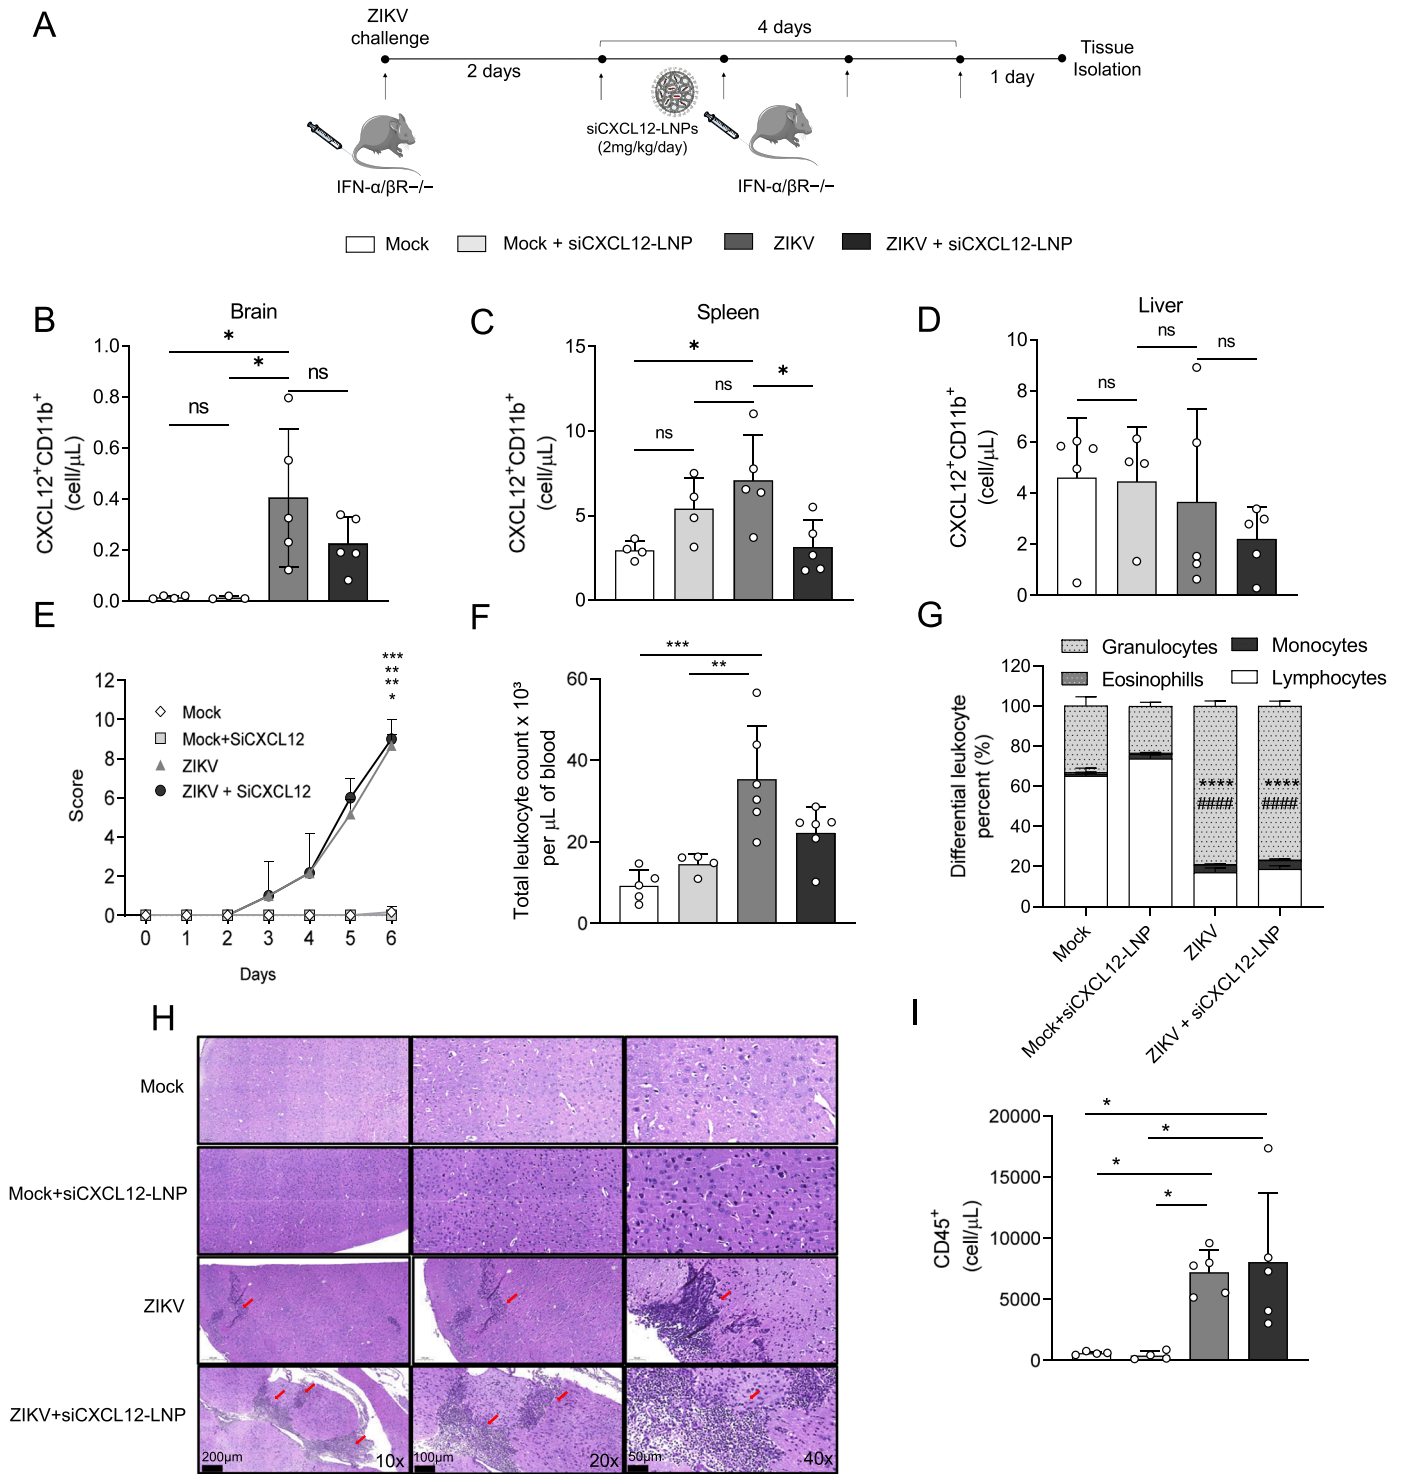 A
ZIKV
challenge
2 days
4 days
1 day
Tissue
Isolation
siCXCL12-LNPs
(2mg/kg/day)
IFN-α/βR−/−
IFN-α/βR−/−
Mock
Mock + siCXCL12-LNP
ZIKV
ZIKV + siCXCL12-LNP
B
Brain
CXCL12⁺CD11b⁺
(cell/µL)
1.0
0.8
0.6
0.4
0.2
0.0
*
*
ns
ns
C
Spleen
CXCL12⁺CD11b⁺
(cell/µL)
15
10
5
0
*
*
ns
ns
D
Liver
CXCL12⁺CD11b⁺
(cell/µL)
10
8
6
4
2
0
ns
ns
ns
E
Score
12
10
8
6
4
2
0
Mock
Mock+SiCXCL12
ZIKV
ZIKV + SiCXCL12
***
**
**
*
0 1 2 3 4 5 6
Days
F
Total leukocyte count x 10³
per µL of blood
60
40
20
0
***
**
G
Granulocytes
Monocytes
Eosinophills
Lymphocytes
Differential leukocyte
percent (%)
120
100
80
60
40
20
0
**** ****
#### ####
Mock
Mock+siCXCL12-LNP
ZIKV
ZIKV + siCXCL12-LNP
H
Mock
Mock+siCXCL12-LNP
ZIKV
ZIKV+siCXCL12-LNP
200µm
10x
100µm
20x
50µm
40x
I
CD45⁺
(cell/µL)
20000
15000
10000
5000
0
*
*
*
*